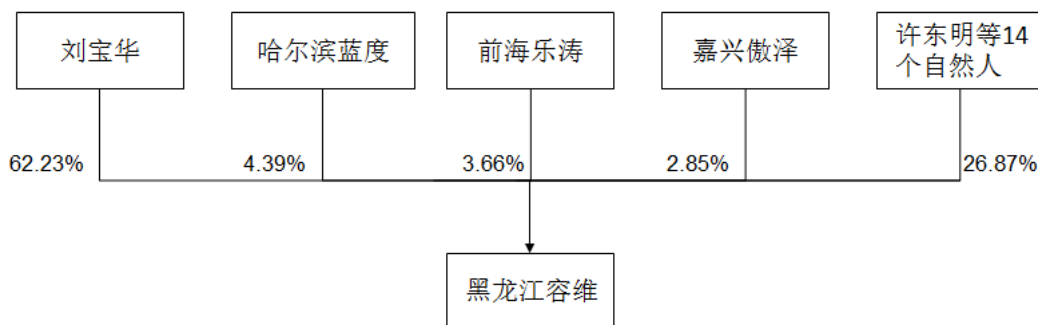 刘宝华
哈尔滨蓝度
前海乐涛
嘉兴傲泽
许东明等14
个自然人
62.23%
4.39%
3.66%
2.85%
26.87%
黑龙江容维